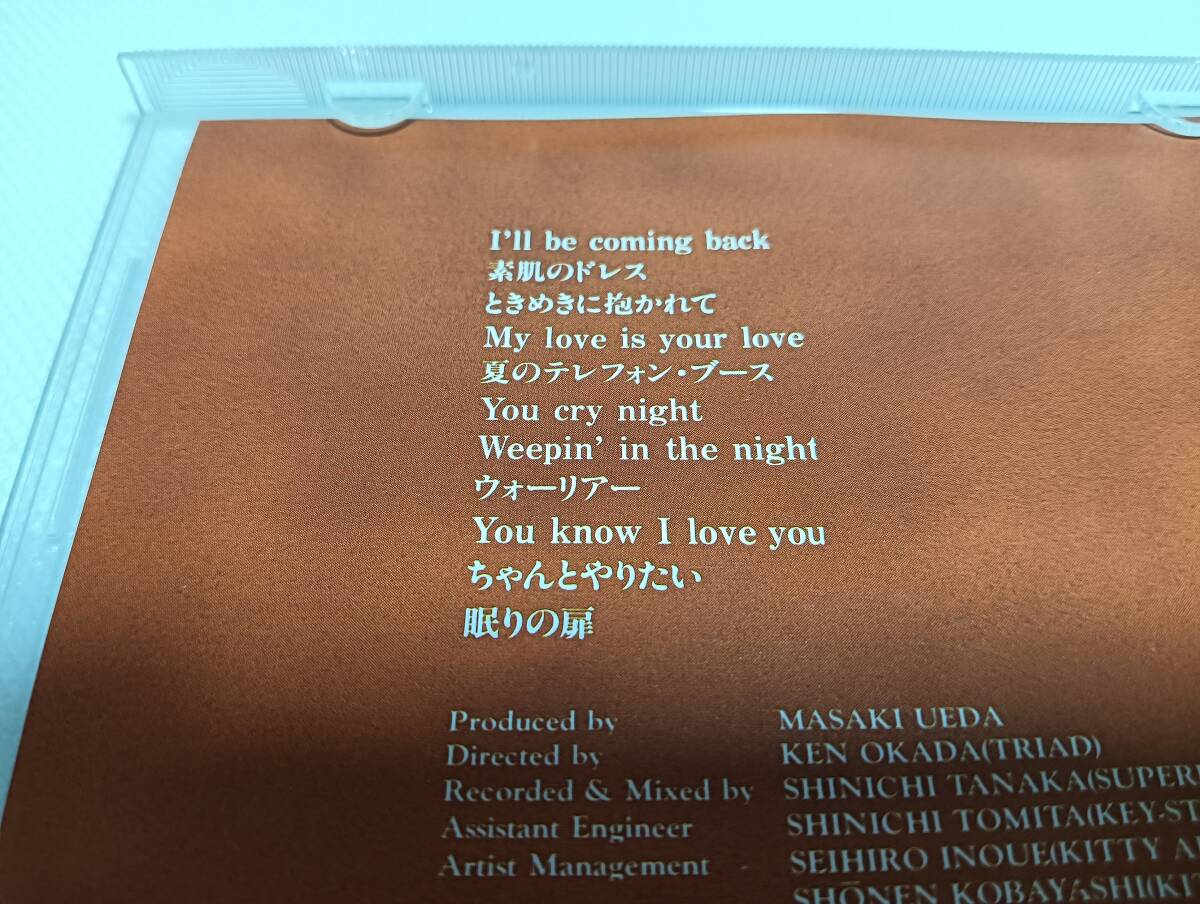 I'll be coming back
素肌のドレス
ときめきに抱かれて
My love is your love
夏のテレフォン・ブース
You cry night
Weepin' in the night
ウォーリアー
You know I love you
ちゃんとやりたい
眠りの扉
Produced by MASAKI UEDA
Directed by KEN OKADA(TRIAD)
Recorded & Mixed by SHINICHI TANAKA(SUPER
Assistant Engineer SHINICHI TOMITA(KEY-ST
Artist Management - SEIHIRO INOUE(KITTY A
SHŌNEN KOBAYASHI(KI